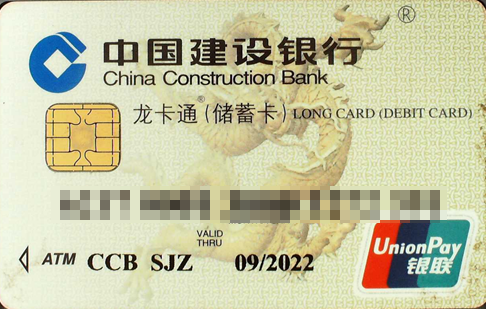 ®
中国建设银行
China Construction Bank
龙卡通®(储蓄卡) LONG CARD (DEBIT CARD)
VALID
THRU
ATM CCB SJZ 09/2022
UnionPay
银联